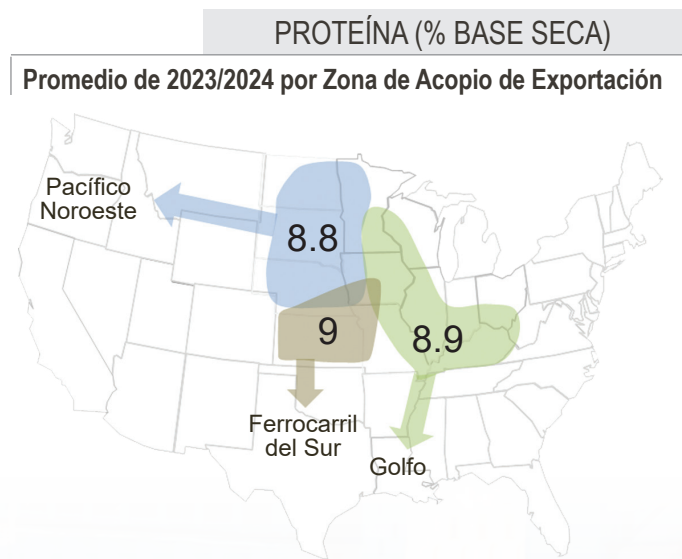 PROTEÍNA (% BASE SECA)
Promedio de 2023/2024 por Zona de Acopio de Exportación
Pacífico
Noroeste
8.8
9
8.9
Ferrocarril
del Sur
Golfo